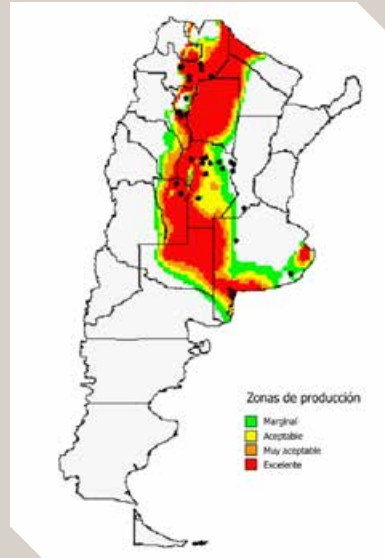 Zonas de producción
Marginal
Aceptable
Muy aceptable
Excelente